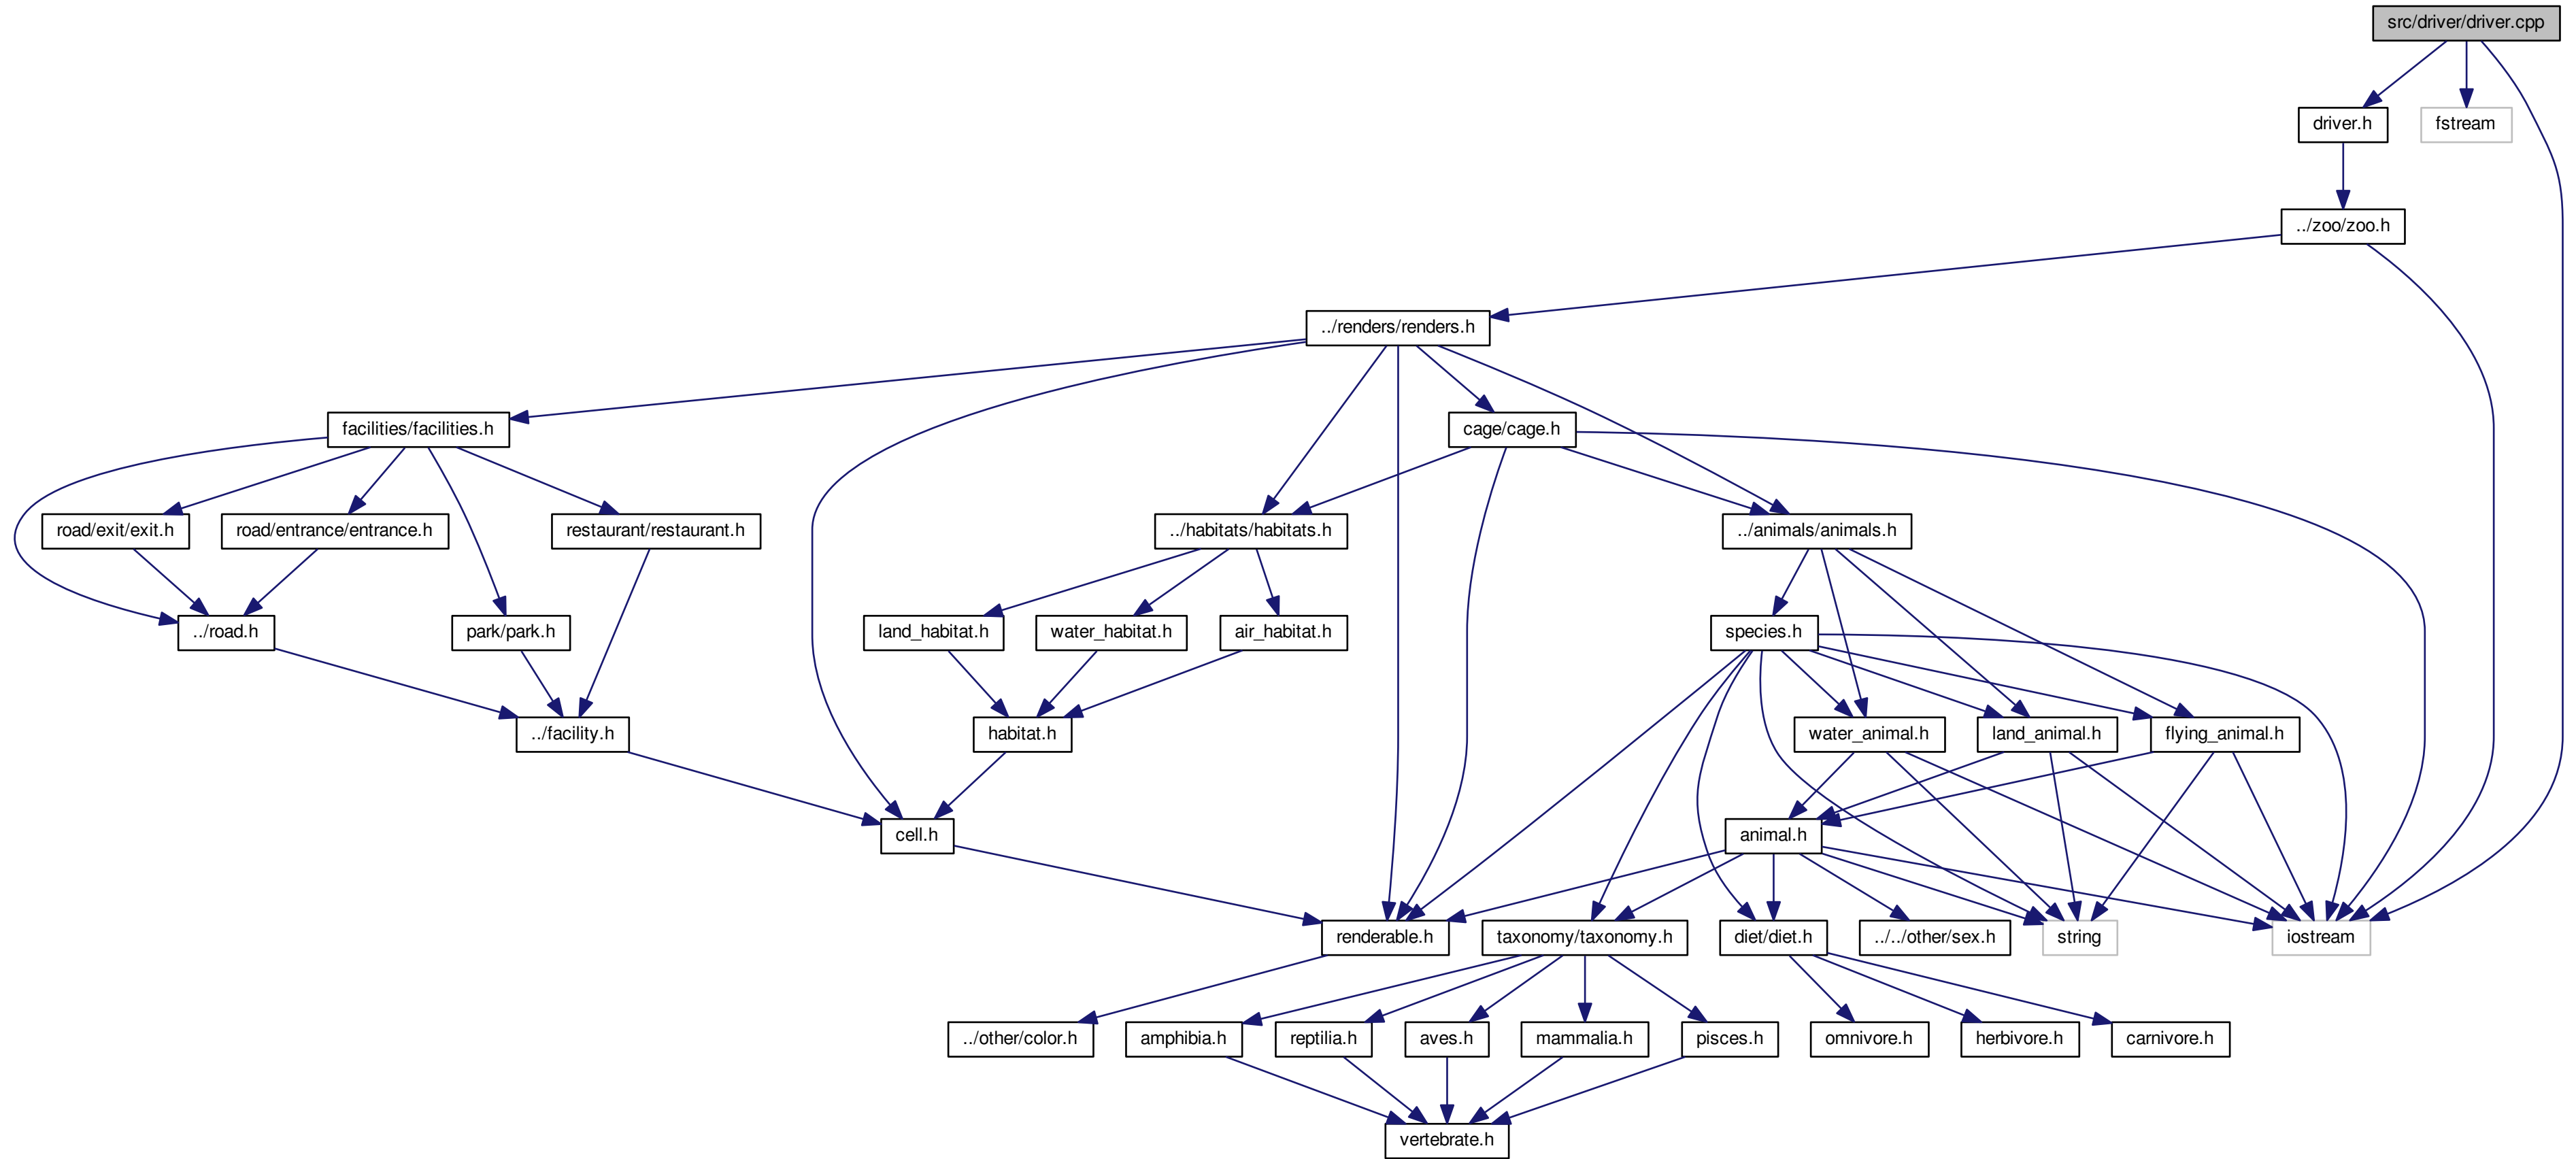 src/driver/driver.cpp
driver.h
fstream
../zoo/zoo.h
../renders/renders.h
facilities/facilities.h
cage/cage.h
road/exit/exit.h
road/entrance/entrance.h
restaurant/restaurant.h
../habitats/habitats.h
../animals/animals.h
../road.h
park/park.h
land_habitat.h
water_habitat.h
air_habitat.h
species.h
../facility.h
habitat.h
water_animal.h
land_animal.h
flying_animal.h
cell.h
animal.h
renderable.h
taxonomy/taxonomy.h
diet/diet.h
../../other/sex.h
string
iostream
../other/color.h
amphibia.h
reptilia.h
aves.h
mammalia.h
pisces.h
omnivore.h
herbivore.h
carnivore.h
vertebrate.h